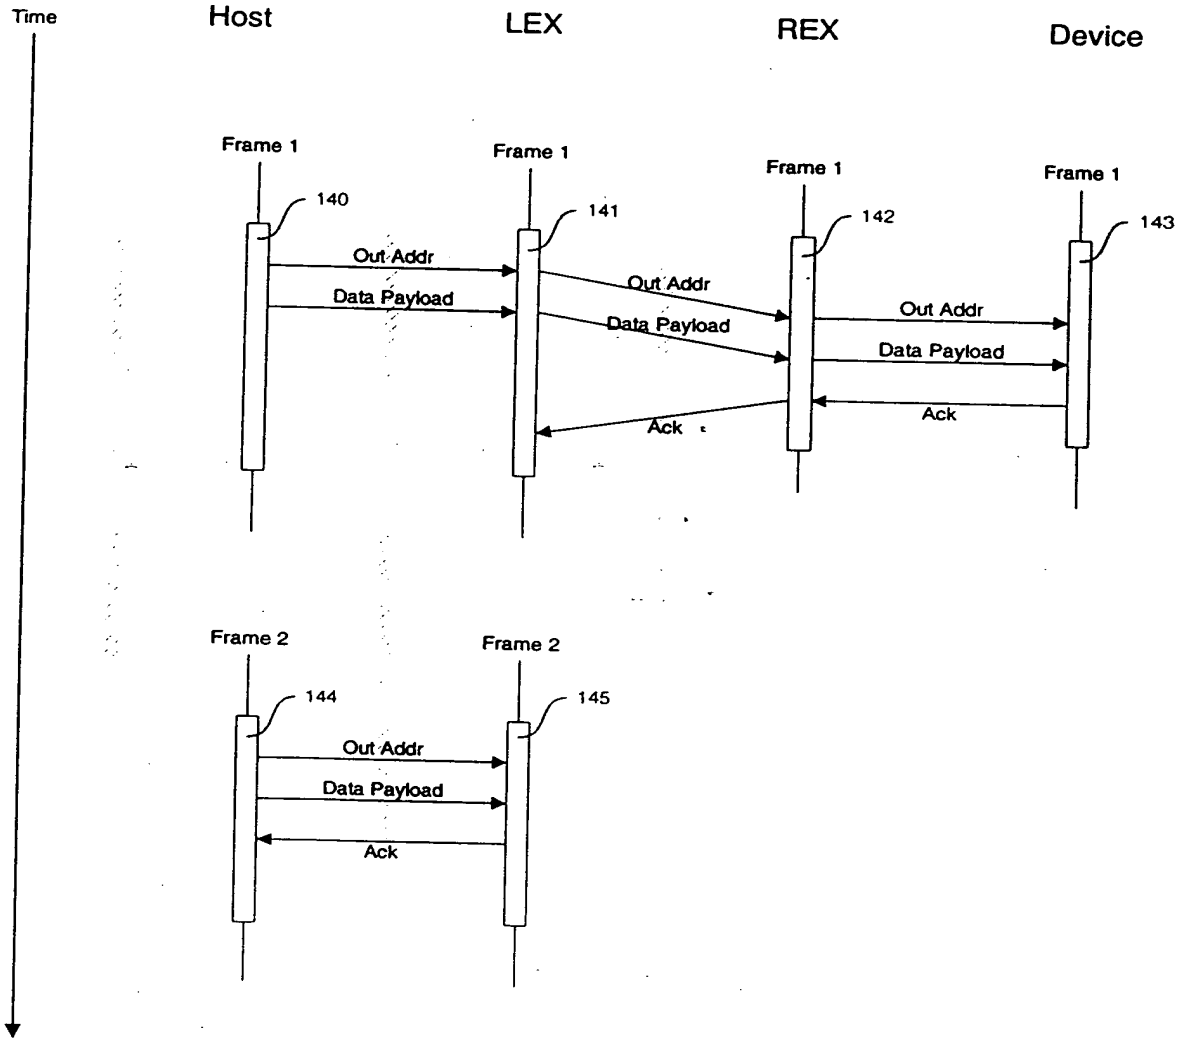 Time
Host
LEX
REX
Device
Frame 1
Frame 1
Frame 1
Frame 1
140
141
142
143
Out Addr
Out Addr
Out Addr
Data Payload
Data Payload
Data Payload
Ack
Ack
Frame 2
Frame 2
144
145
Out Addr
Data Payload
Ack